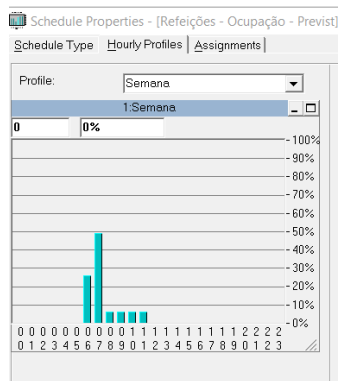 Schedule Properties - [Refeições - Ocupação - Previst]
Schedule Type Hourly Profiles Assignments
Profile: Semana
1:Semana
0 0%
100%
90%
80%
70%
60%
50%
40%
30%
20%
10%
0%
0 0 0 0 0 0 0 0 0 0 1 1 1 1 1 1 1 1 1 1 2 2 2 2
0 1 2 3 4 5 6 7 8 9 0 1 2 3 4 5 6 7 8 9 0 1 2 3